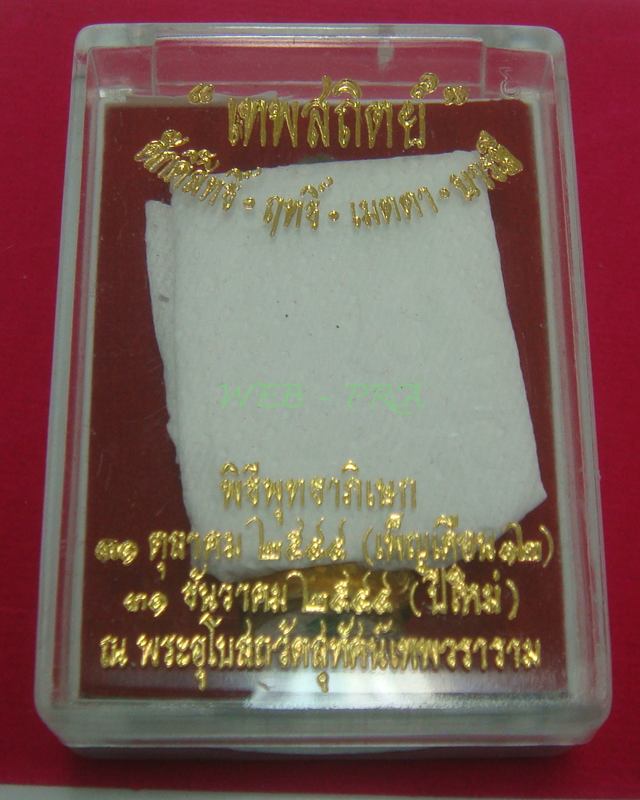 “ เทพสถิตย์ ”
ศักดิ์สิทธิ์ • ฤทธิ์ • เมตตา • บารมี
WEB - PRA
พิธีพุทธาภิเษก
๓๑ ตุลาคม ๒๕๔๔ (เพ็ญเดือน ๑๒)
๓๑ ธันวาคม ๒๕๔๔ (ปีใหม่)
ณ พระอุโบสถวัดสุทัศน์เทพวราราม